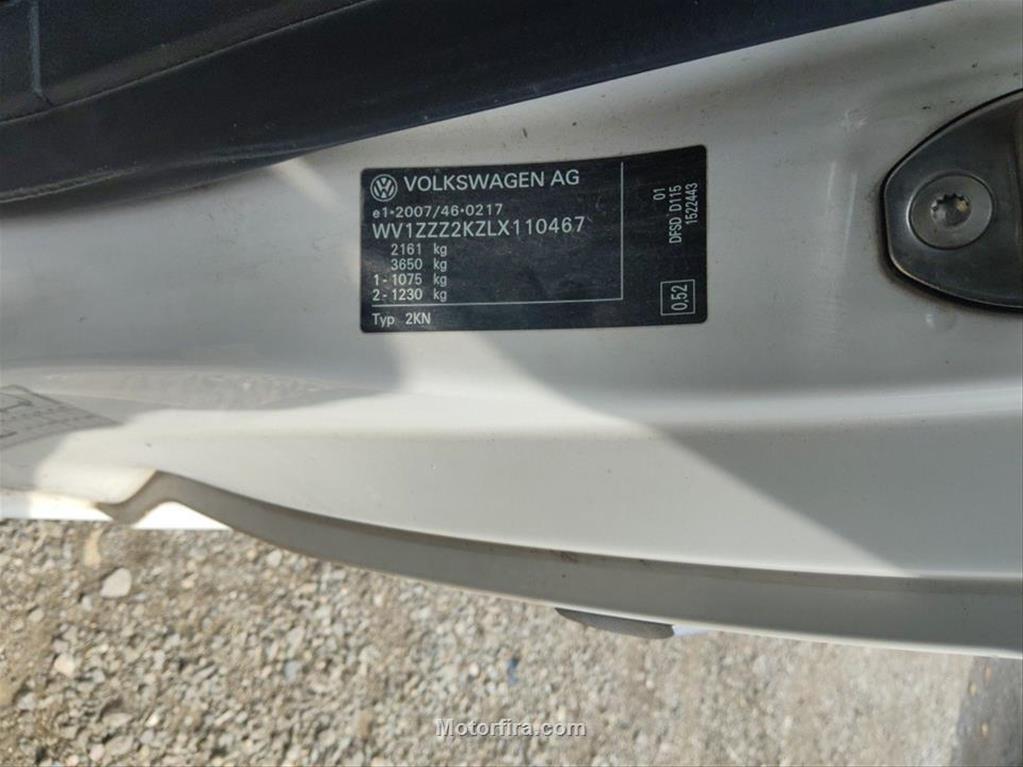 VOLKSWAGEN AG
e1*2007/46*0217
WV1ZZZ2KZLX110467
2161 kg
3650 kg
1 - 1075 kg
2 - 1230 kg
Typ 2KN
01
DFSD D115
1522443
0,52
Motorfira.com